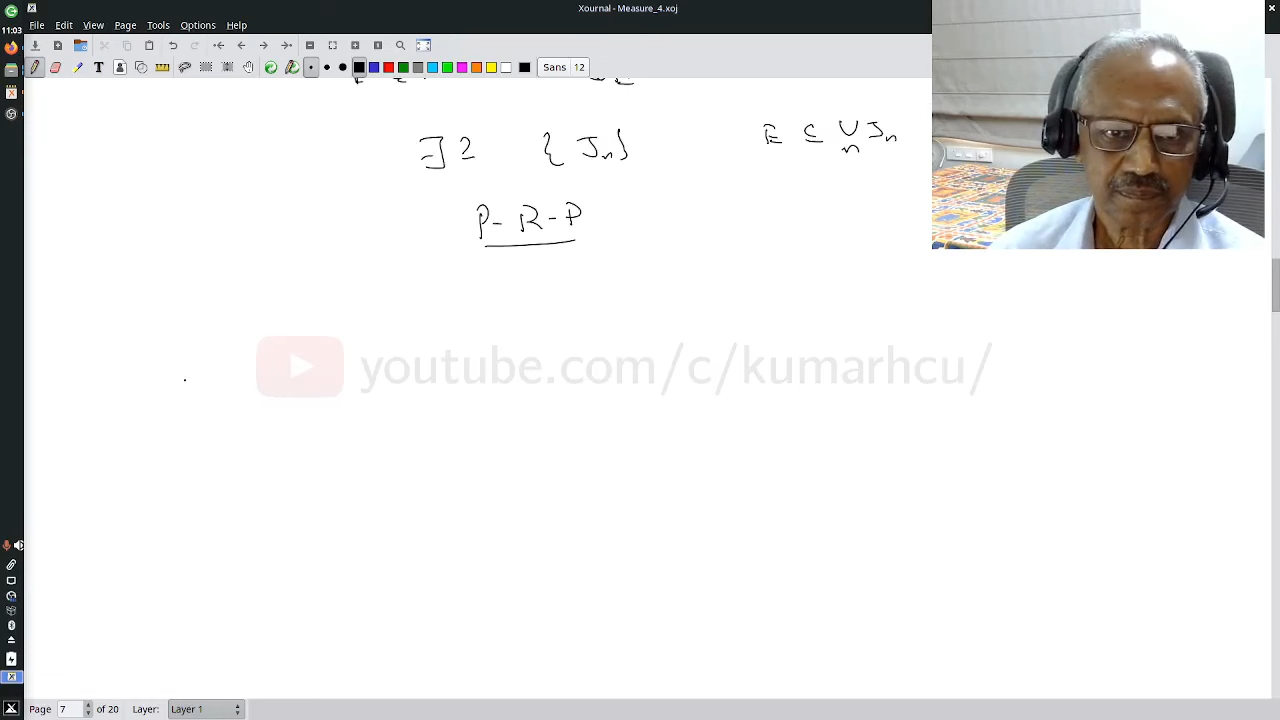 Xournal - Measure_4.xoj
11:03
File Edit View Page Tools Options Help
T
Sans 12
∃ {Jₙ} E ⊆ ∪ₙ Jₙ
P-R-P
youtube.com/c/kumarhcu/
Page 7 of 20 Layer: Layer 1